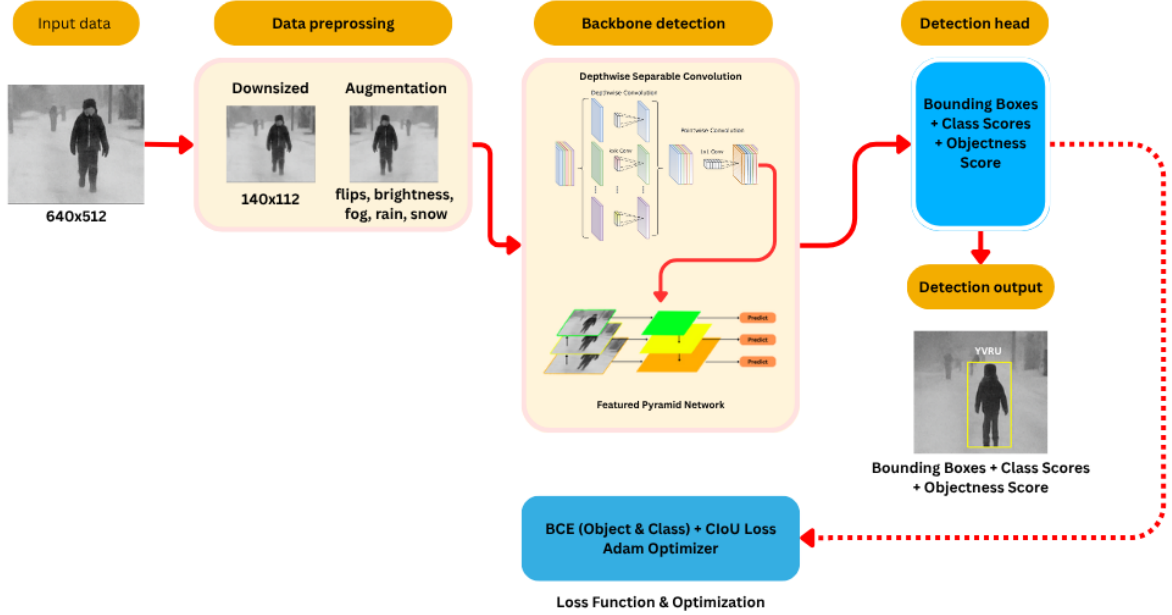 Input data
Data preprossing
Backbone detection
Detection head
640x512
Downsized
140x112
Augmentation
flips, brightness,
fog, rain, snow
Depthwise Separable Convolution
Depthwise Convolution
Pointwise Convolution
1x1 Conv
Predict
Predict
Predict
Featured Pyramid Network
Bounding Boxes
+ Class Scores
+ Objectness
Score
Detection output
YVRU
Bounding Boxes + Class Scores
+ Objectness Score
BCE (Object & Class) + CIoU Loss
Adam Optimizer
Loss Function & Optimization